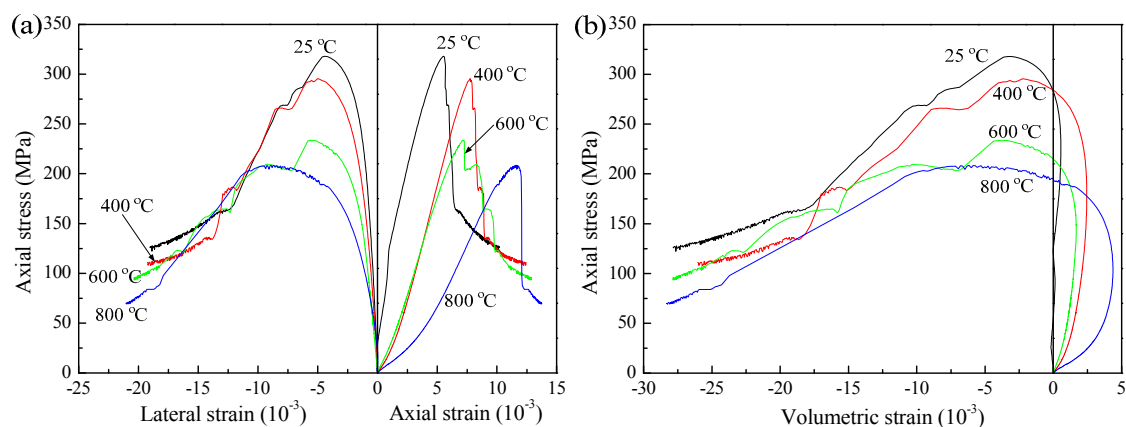 (a)
350
300
250
200
150
100
50
0
Axial stress (MPa)
25 °C
25 °C
400 °C
600 °C
400 °C
600 °C
800 °C
800 °C
-25 -20 -15 -10 -5 0 5 10 15
Lateral strain (10-3) Axial strain (10-3)
(b)
350
300
250
200
150
100
50
0
Axial stress (MPa)
25 °C
400 °C
600 °C
800 °C
-30 -25 -20 -15 -10 -5 0 5
Volumetric strain (10-3)